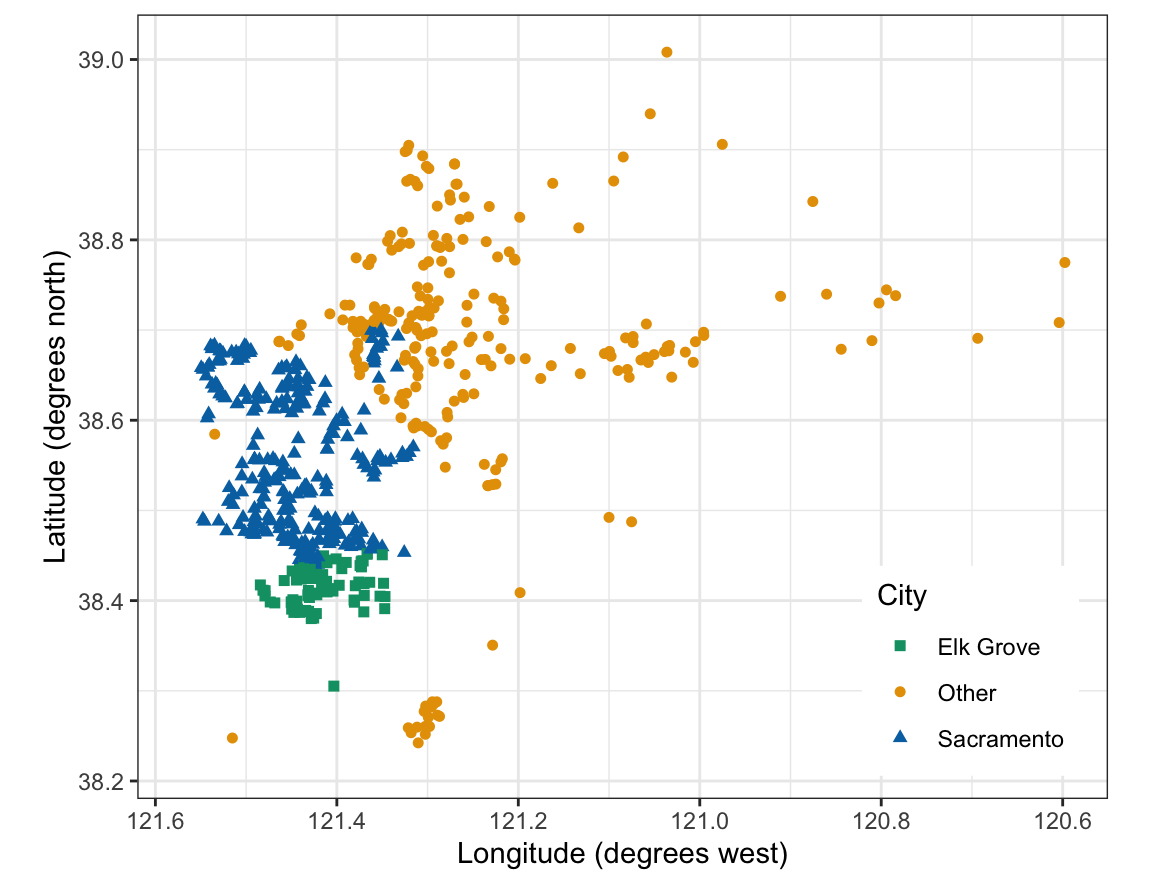 39.0
38.8
38.6
38.4
38.2
Latitude (degrees north)
121.6 121.4 121.2 121.0 120.8 120.6
Longitude (degrees west)
City
Elk Grove
Other
Sacramento